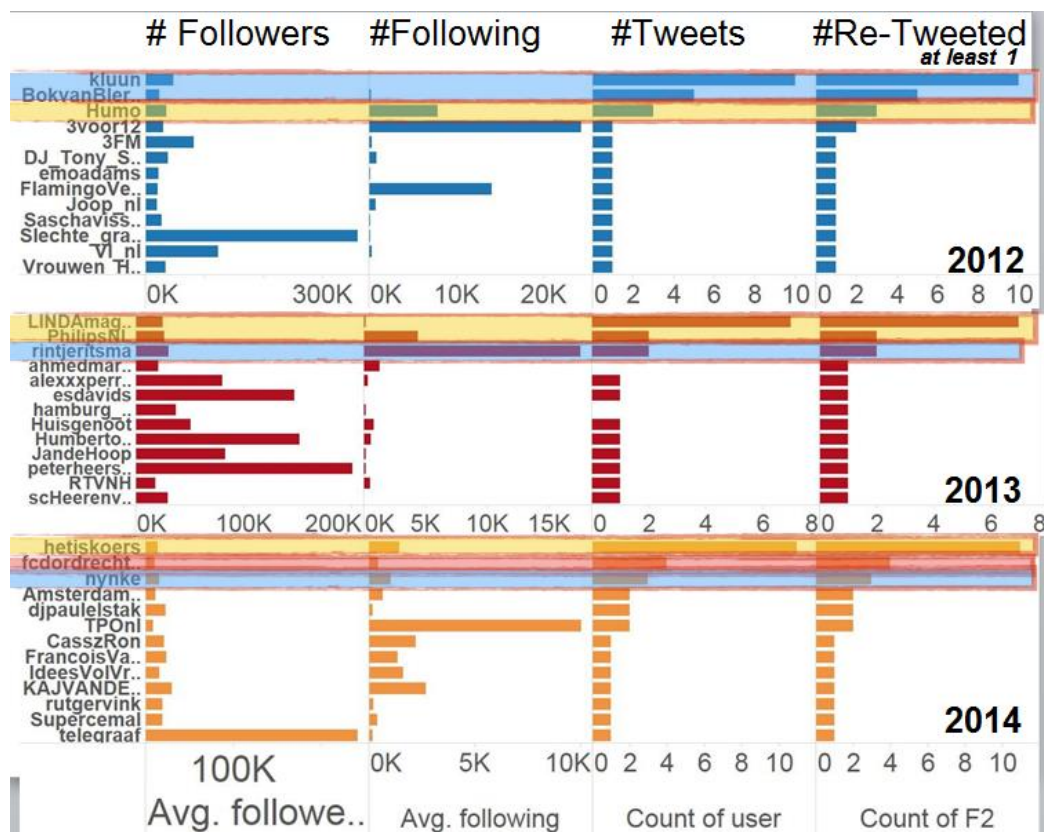 # Followers #Following #Tweets #Re-Tweeted
at least 1
kluun
BokvanBler..
Humo
3voor12
3FM
DJ_Tony_S..
emoadams
FlamingoVe..
Joop_nl
Saschaviss..
Slechte_gra..
VI_nl
Vrouwen_H..
2012
0K 300K 0K 10K 20K 0 2 4 6 8 10 0 2 4 6 8 10
LINDAmag..
PhilipsNL
rintjeritsma
ahmedmar..
alexxxperr..
esdavids
hamburg_..
Huisgenoot
Humberto..
JandeHoop
peterheers..
RTVNH
scHeerenv..
2013
0K 100K 200K 0K 5K 10K 15K 0 2 4 6 8 0 2 4 6 8
hetiskoers
fcdordrecht..
nynke
Amsterdam..
djpaulelstak
TPOnl
CasszRon
FrancoisVa..
IdeesVolVr..
KAJVANDE..
rutgervink
Supercemal
telegraaf
2014
100K 0K 5K 10K 0 2 4 6 8 10 0 2 4 6 8 10
Avg. followe.. Avg. following Count of user Count of F2